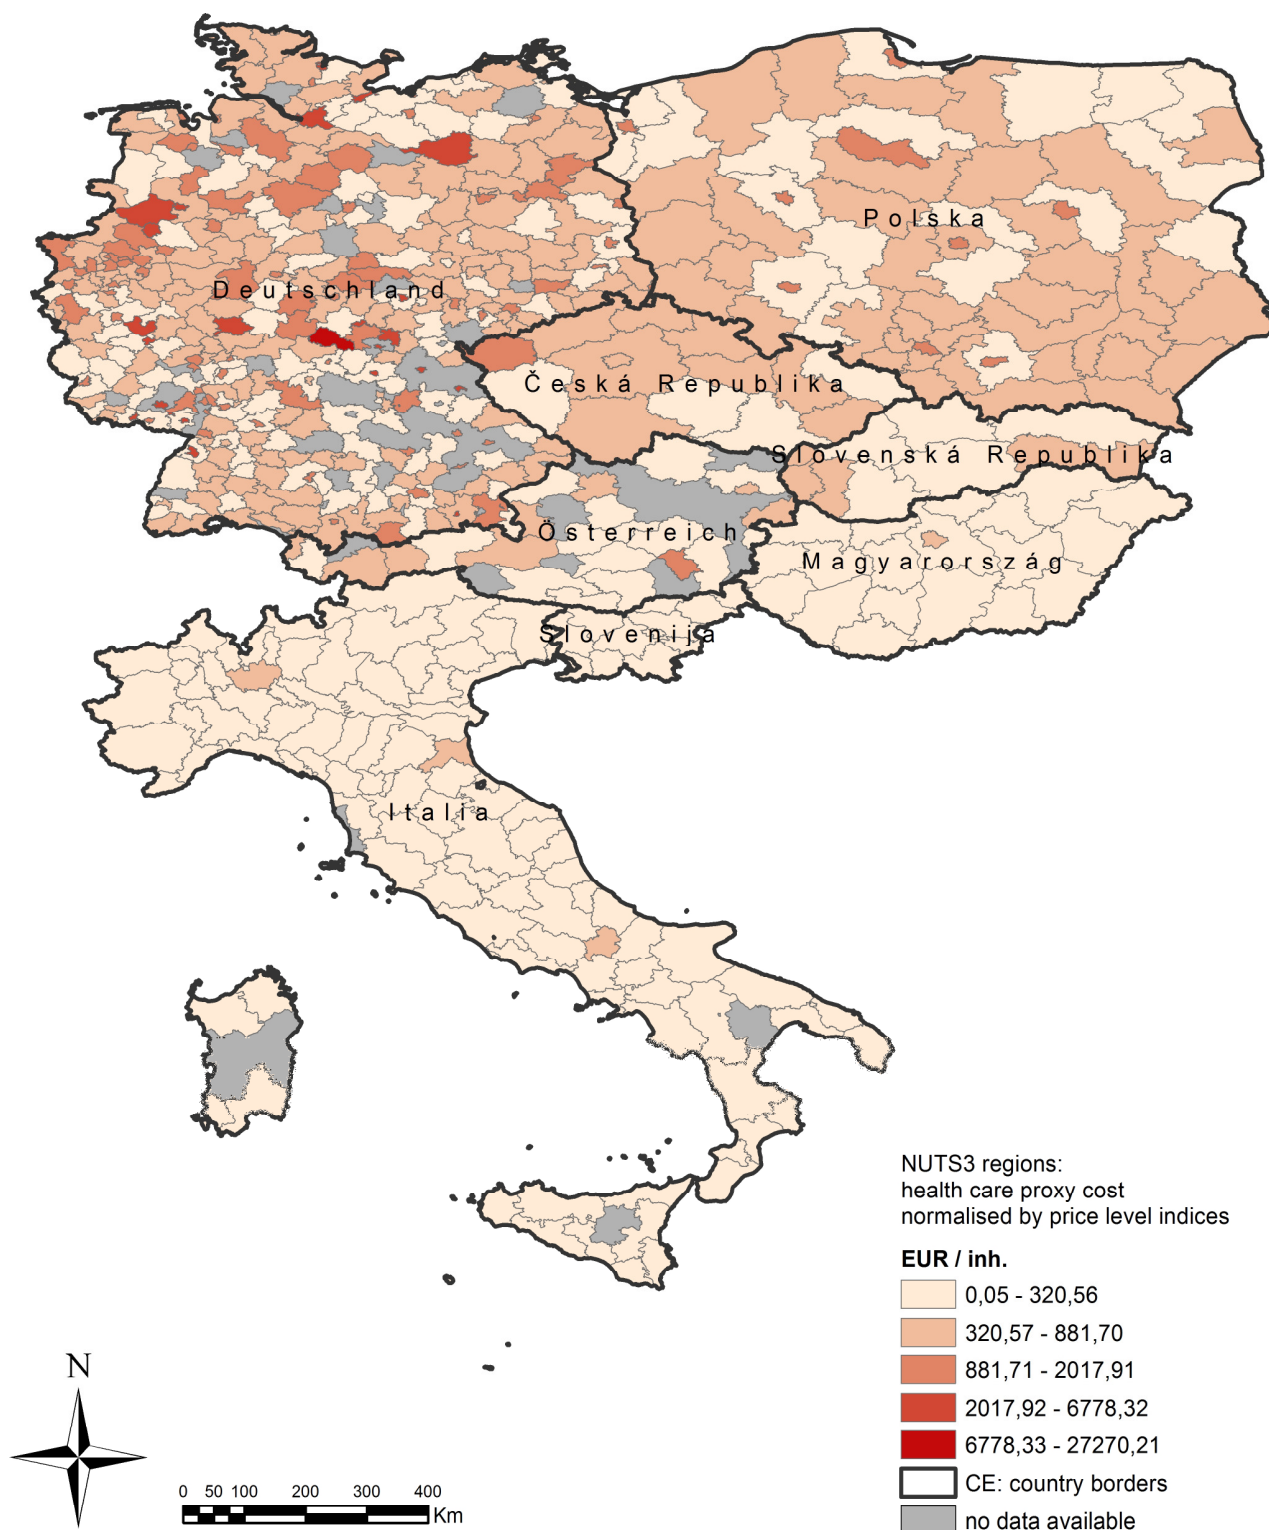 Polska
Deutschland
Česká Republika
Slovenská Republika
Österreich
Magyarország
Slovenija
Italia
NUTS3 regions:
health care proxy cost
normalised by price level indices
EUR / inh.
0,05 - 320,56
320,57 - 881,70
881,71 - 2017,91
2017,92 - 6778,32
6778,33 - 27270,21
CE: country borders
no data available
N
0 50 100 200 300 400
Km